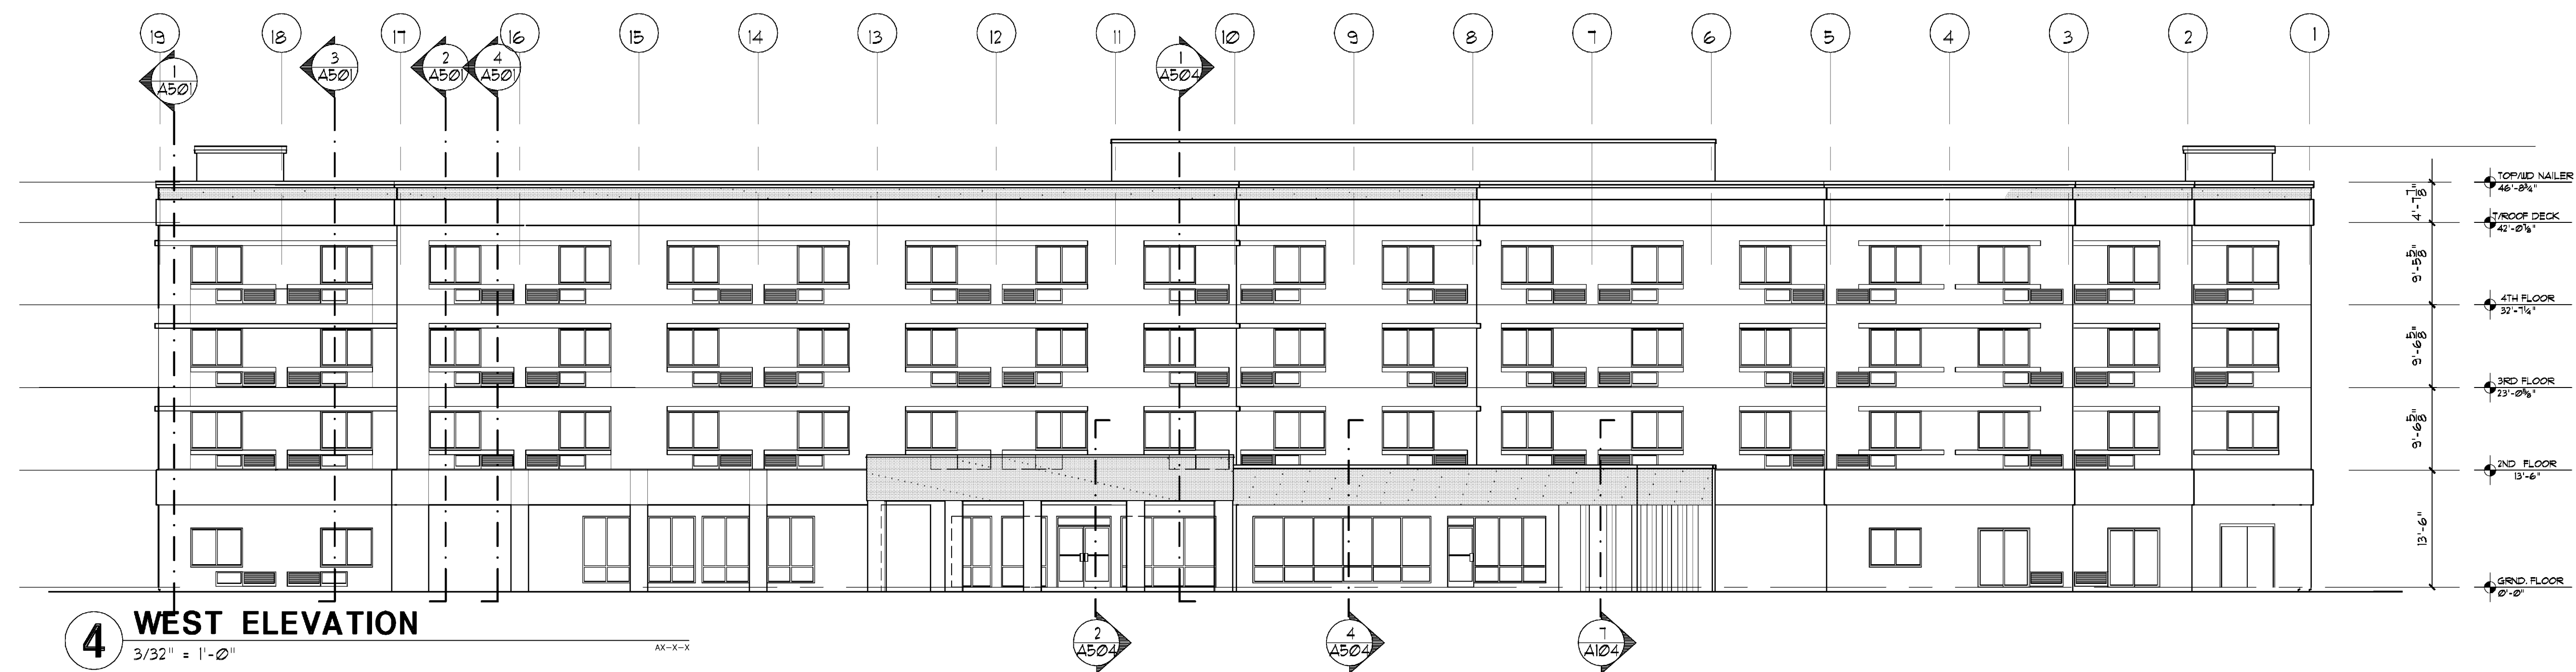 19 18 17 16 15 14 13 12 11 10 9 8 7 6 5 4 3 2 1
1
A501
3
A501
2
A501
4
A501
1
A504
TOP/WD NAILER
46'-8¾"
4'-7⅞"
T/ROOF DECK
42'-0⅞"
9'-5⅝"
4TH FLOOR
32'-7¼"
9'-6⅝"
3RD FLOOR
23'-0⅝"
9'-6⅝"
2ND FLOOR
13'-6"
13'-6"
GRND. FLOOR
0'-0"
4
WEST ELEVATION
3/32" = 1'-0"
AX-X-X
2
A504
4
A504
7
A104